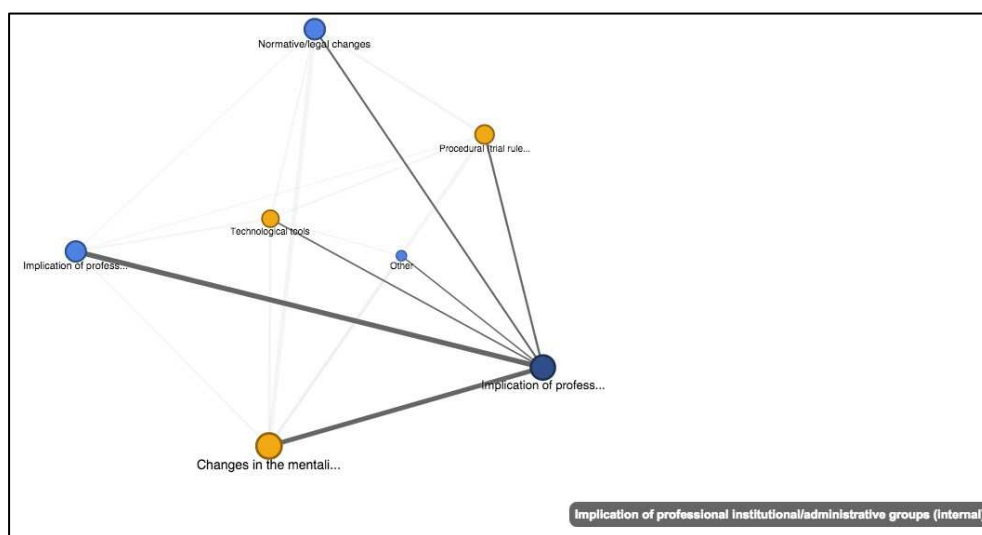 Normative/legal changes
Procedural /trial rule...
Technological tools
Other
Implication of profess...
Implication of profess...
Changes in the mentali...
Implication of professional institutional/administrative groups (internal)